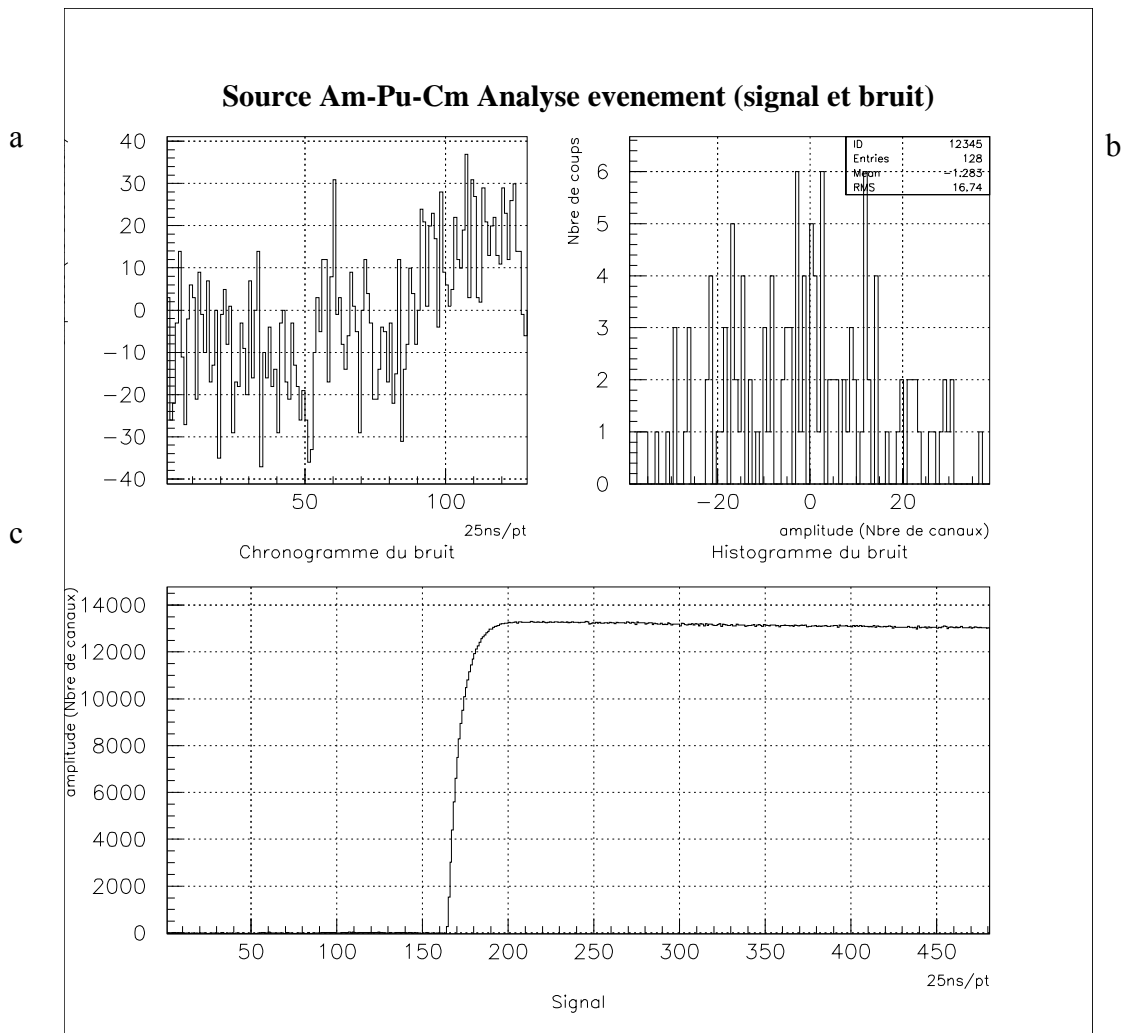 Source Am-Pu-Cm Analyse evenement (signal et bruit)
a
40
30
20
10
0
−10
−20
−30
−40
50
100
25ns/pt
Chronogramme du bruit
b
Nbre de coups
6
5
4
3
2
1
0
ID 12345
Entries 128
Mean −1.283
RMS 16.74
−20
0
20
amplitude (Nbre de canaux)
Histogramme du bruit
c
amplitude (Nbre de canaux)
14000
12000
10000
8000
6000
4000
2000
0
50
100
150
200
250
300
350
400
450
25ns/pt
Signal